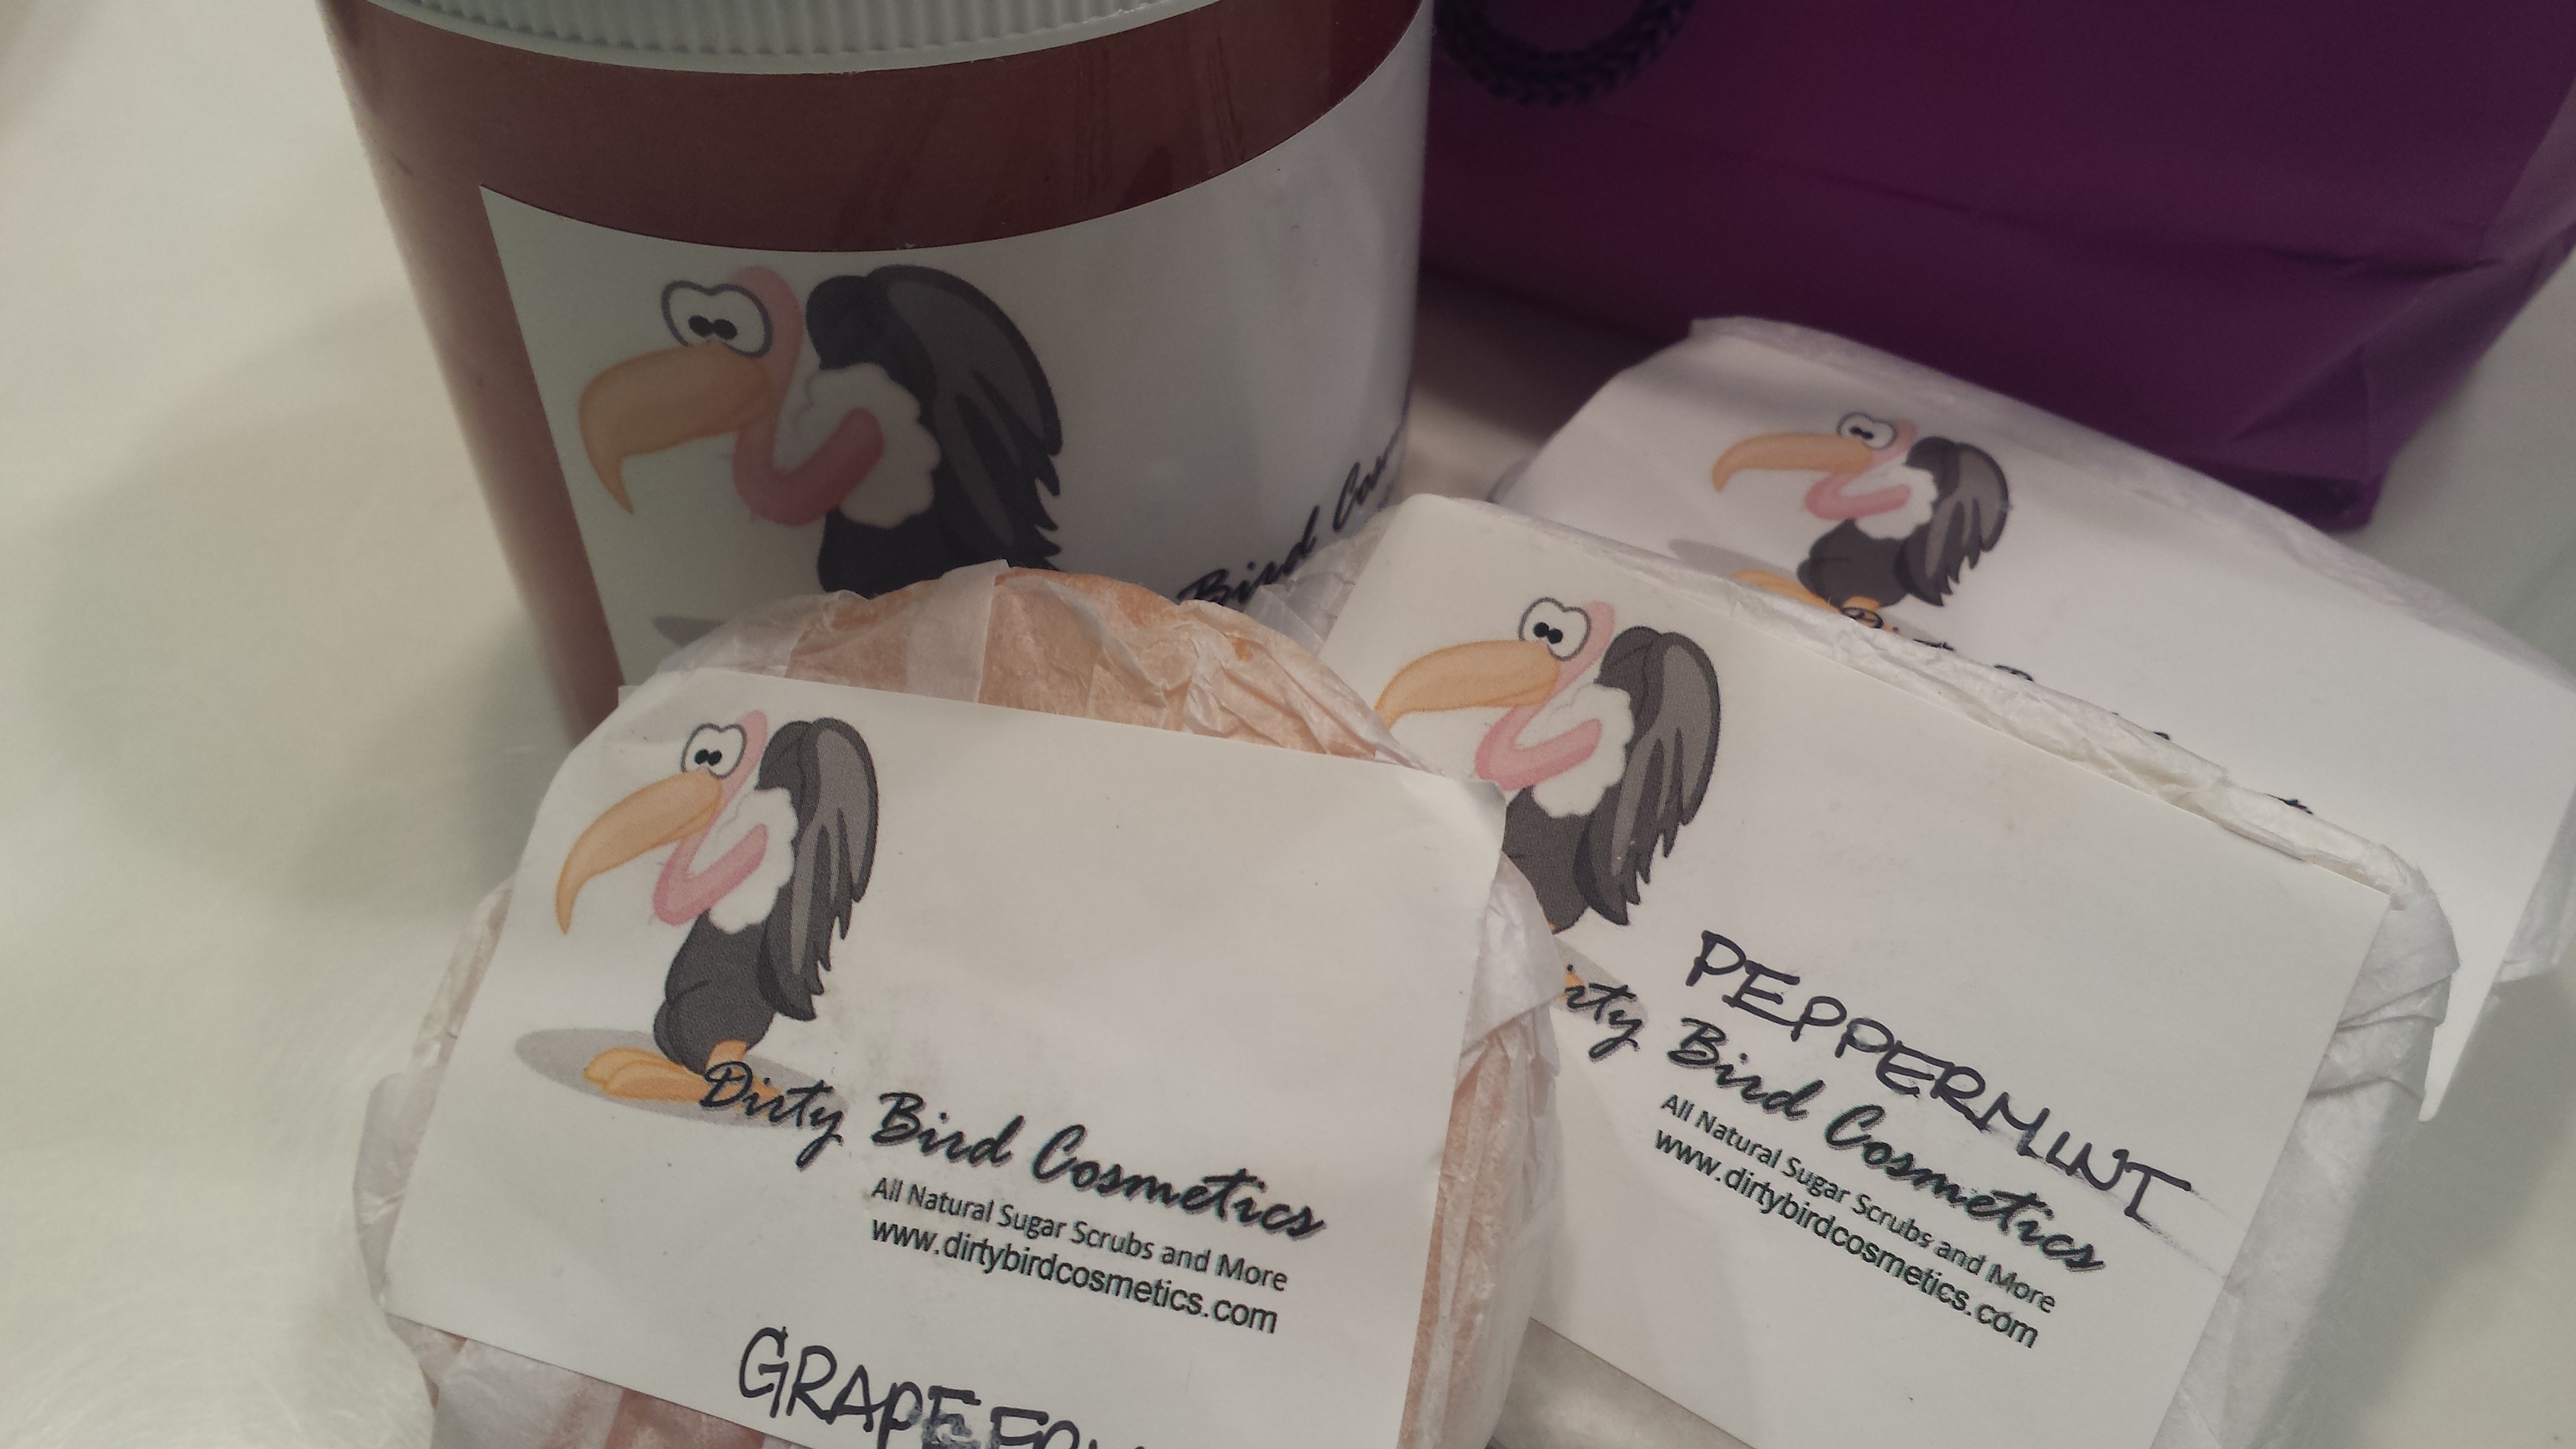 Bird
Dirty Bird Cosmetics
All Natural Sugar Scrubs and More
www.dirtybirdcosmetics.com
PEPPERMINT
Bird Cosmetics
All Natural Sugar Scrubs and More
www.dirtybirdcosmetics.com